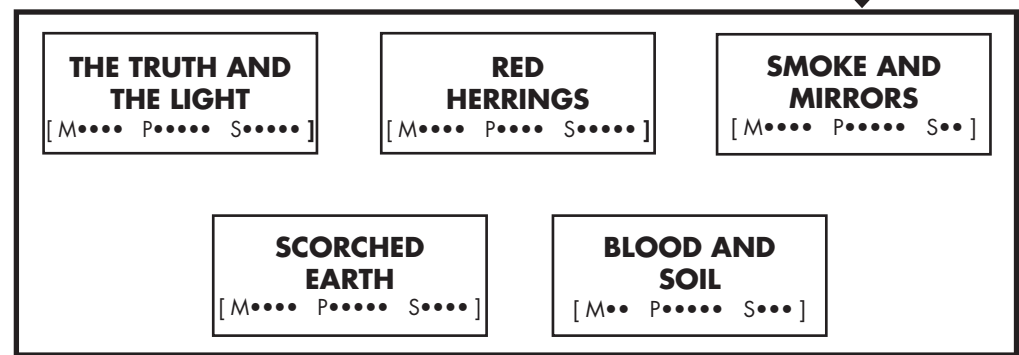 THE TRUTH AND
THE LIGHT
[ M•••• P••••• S••••• ]
RED
HERRINGS
[ M•••• P•••• S••••• ]
SMOKE AND
MIRRORS
[ M•••• P••••• S•• ]
SCORCHED
EARTH
[ M•••• P••••• S•••• ]
BLOOD AND
SOIL
[ M•• P••••• S••• ]